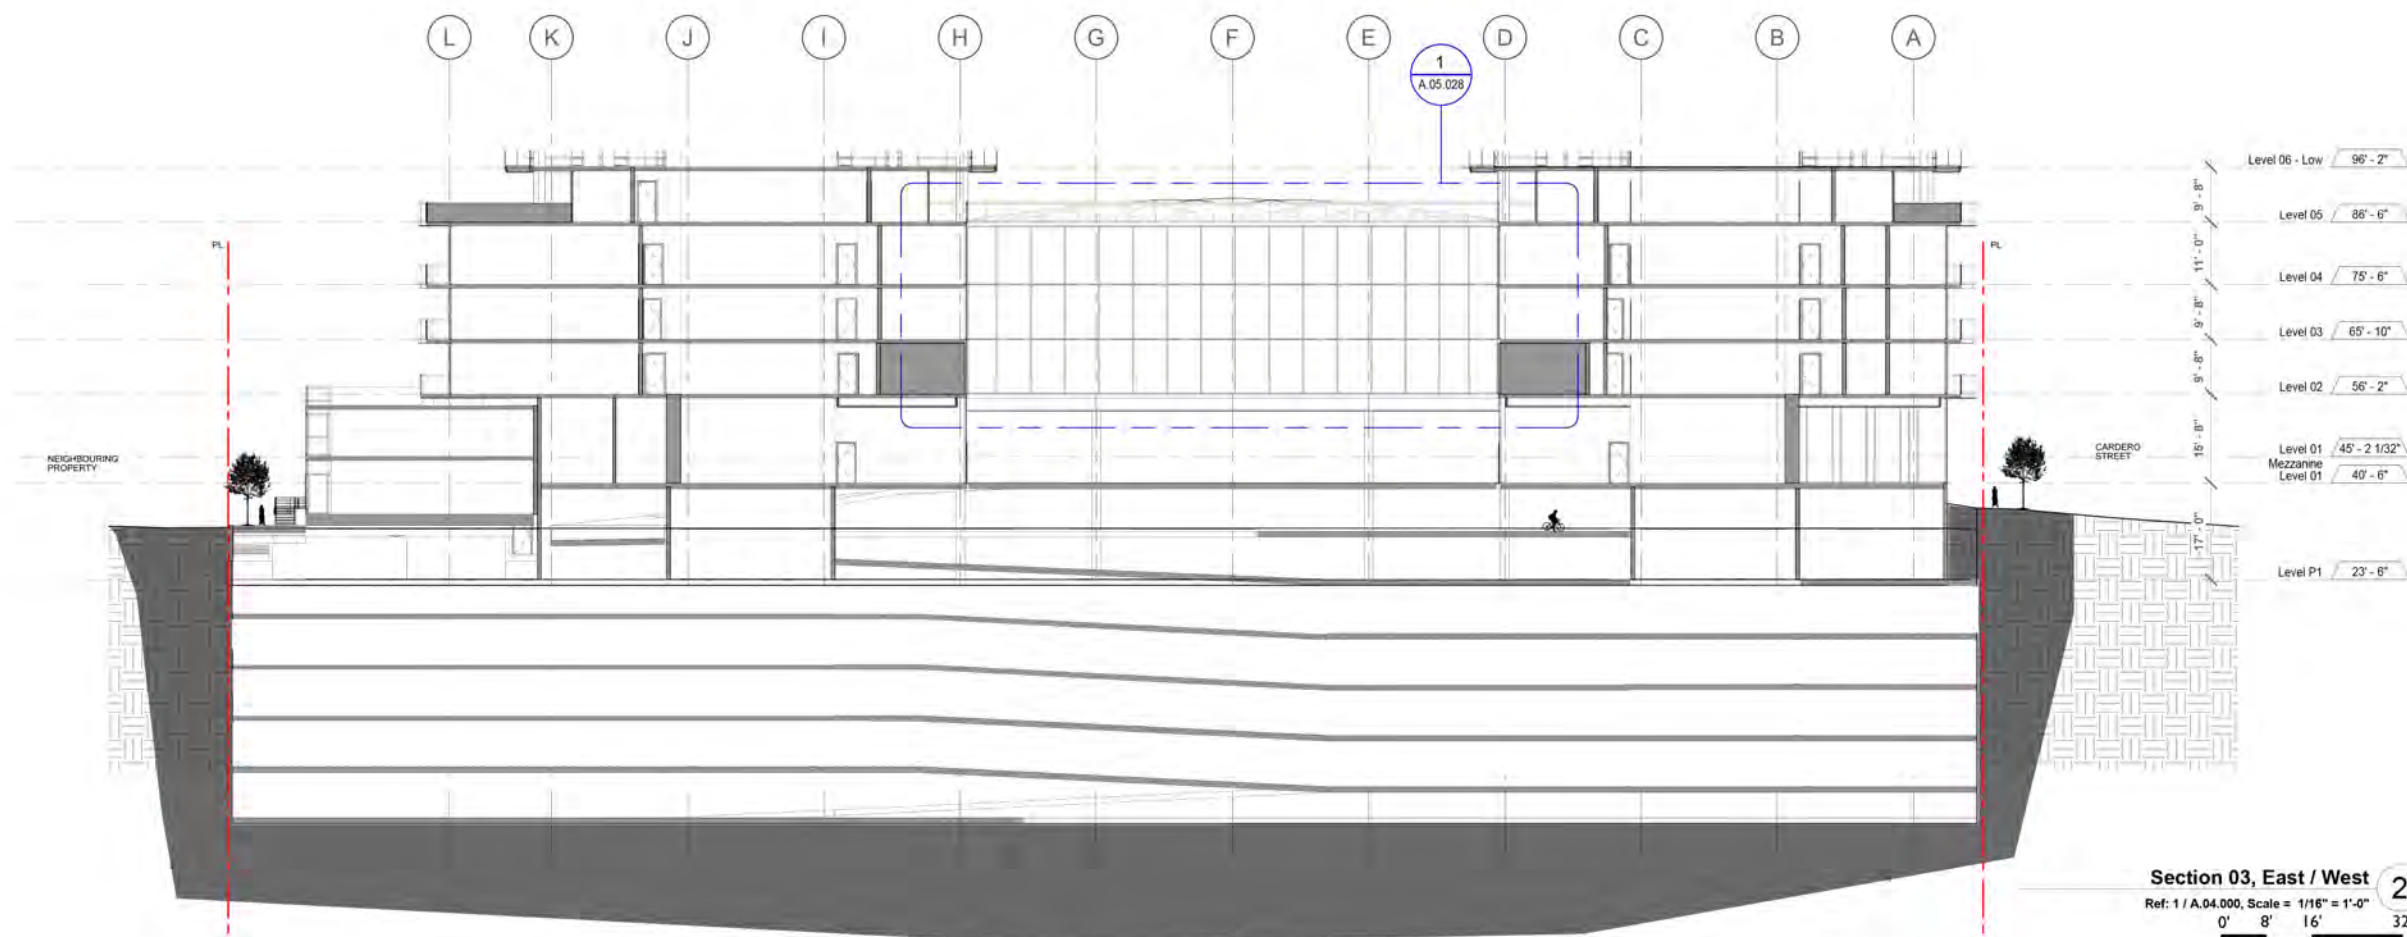 L K J I H G F E D C B A
1
A.05.028
Level 06 - Low 96' - 2"
9' - 8"
Level 05 86' - 6"
PL
PL
11' - 0"
Level 04 75' - 6"
9' - 8"
Level 03 65' - 10"
9' - 8"
Level 02 56' - 2"
15' - 8"
NEIGHBOURING
PROPERTY
CARDERO
STREET
Level 01 45' - 2 1/32"
Mezzanine
Level 01 40' - 6"
17' - 0"
Level P1 23' - 6"
Section 03, East / West 2
Ref: 1 / A.04.000, Scale = 1/16" = 1'-0"
0' 8' 16' 32